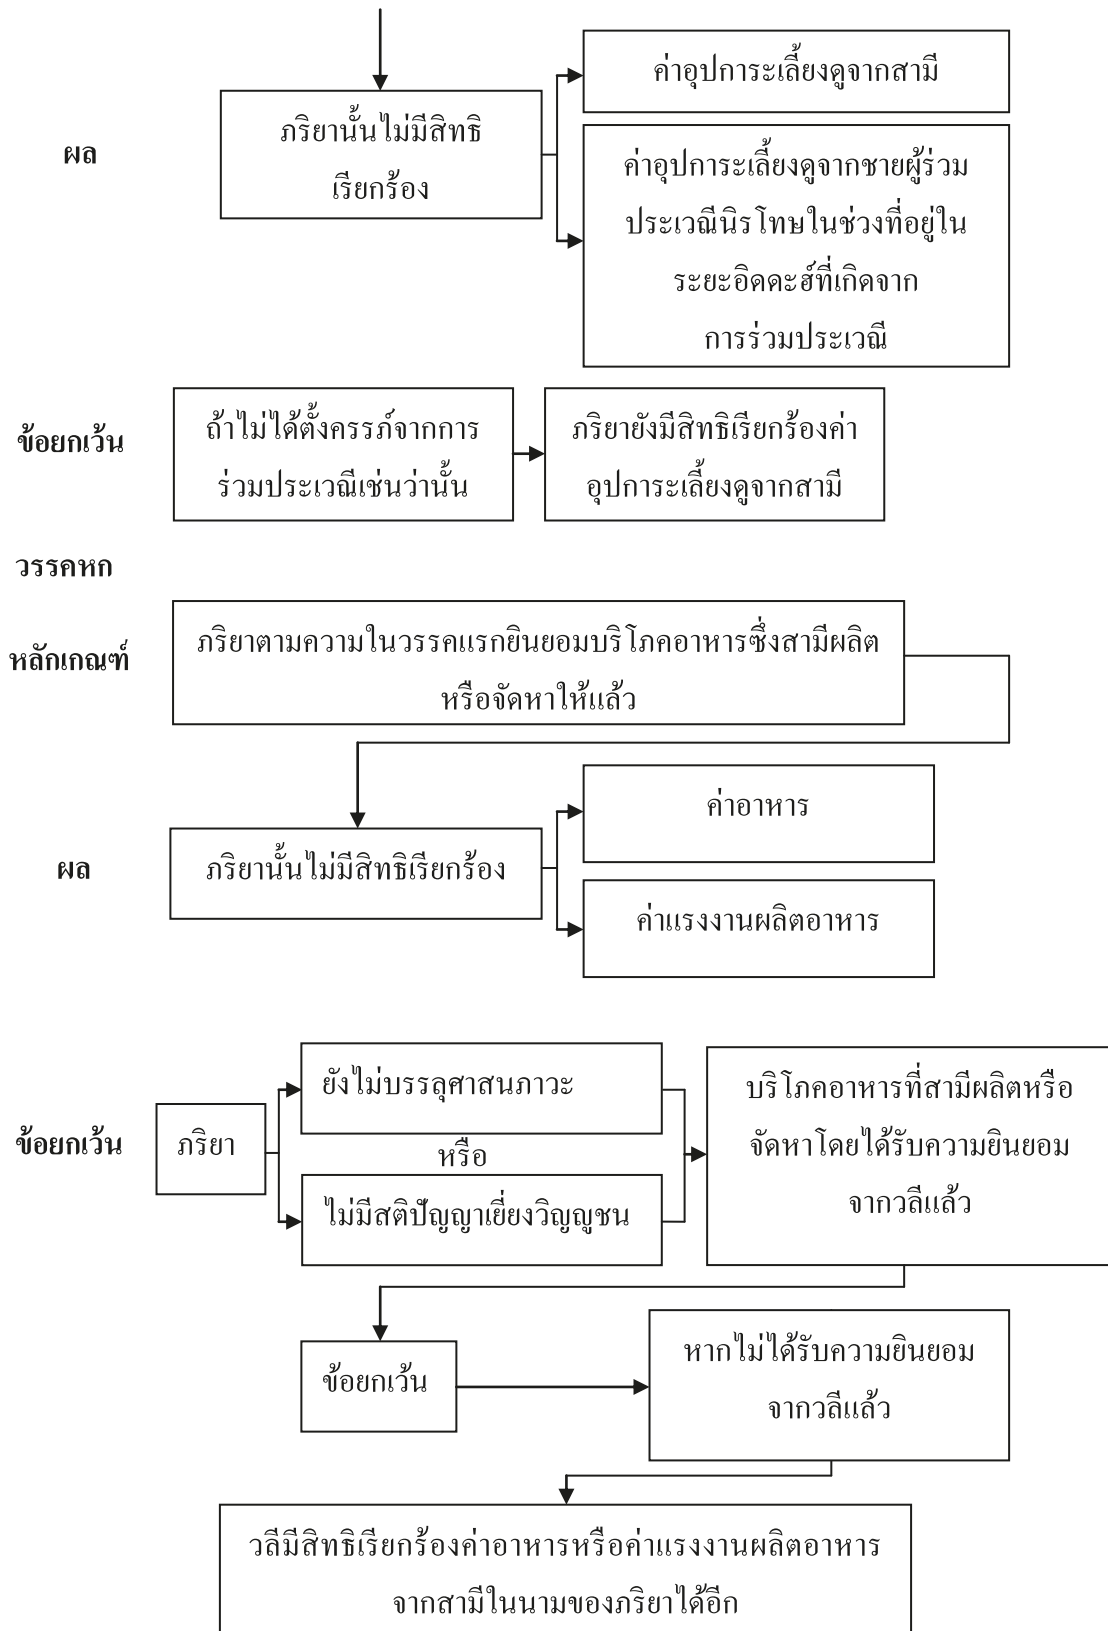 ผล
ภริยานั้นไม่มีสิทธิ
เรียกร้อง
ค่าอุปการะเลี้ยงดูจากสามี
ค่าอุปการะเลี้ยงดูจากชายผู้ร่วม
ประเวณีนิรโทษในช่วงที่อยู่ใน
ระยะอิดดะฮ์ที่เกิดจาก
การร่วมประเวณี
ข้อยกเว้น
ถ้าไม่ได้ตั้งครรภ์จากการ
ร่วมประเวณีเช่นว่านั้น
ภริยายังมีสิทธิเรียกร้องค่า
อุปการะเลี้ยงดูจากสามี
วรรคหก
หลักเกณฑ์
ภริยาตามความในวรรคแรกยินยอมบริโภคอาหารซึ่งสามีผลิต
หรือจัดหาให้แล้ว
ผล
ภริยานั้นไม่มีสิทธิเรียกร้อง
ค่าอาหาร
ค่าแรงงานผลิตอาหาร
ข้อยกเว้น
ภริยา
ยังไม่บรรลุศาสนภาวะ
หรือ
ไม่มีสติปัญญาเยี่ยงวิญญูชน
บริโภคอาหารที่สามีผลิตหรือ
จัดหาโดยได้รับความยินยอม
จากวลีแล้ว
ข้อยกเว้น
หากไม่ได้รับความยินยอม
จากวลีแล้ว
วลีมีสิทธิเรียกร้องค่าอาหารหรือค่าแรงงานผลิตอาหาร
จากสามีในนามของภริยาได้อีก